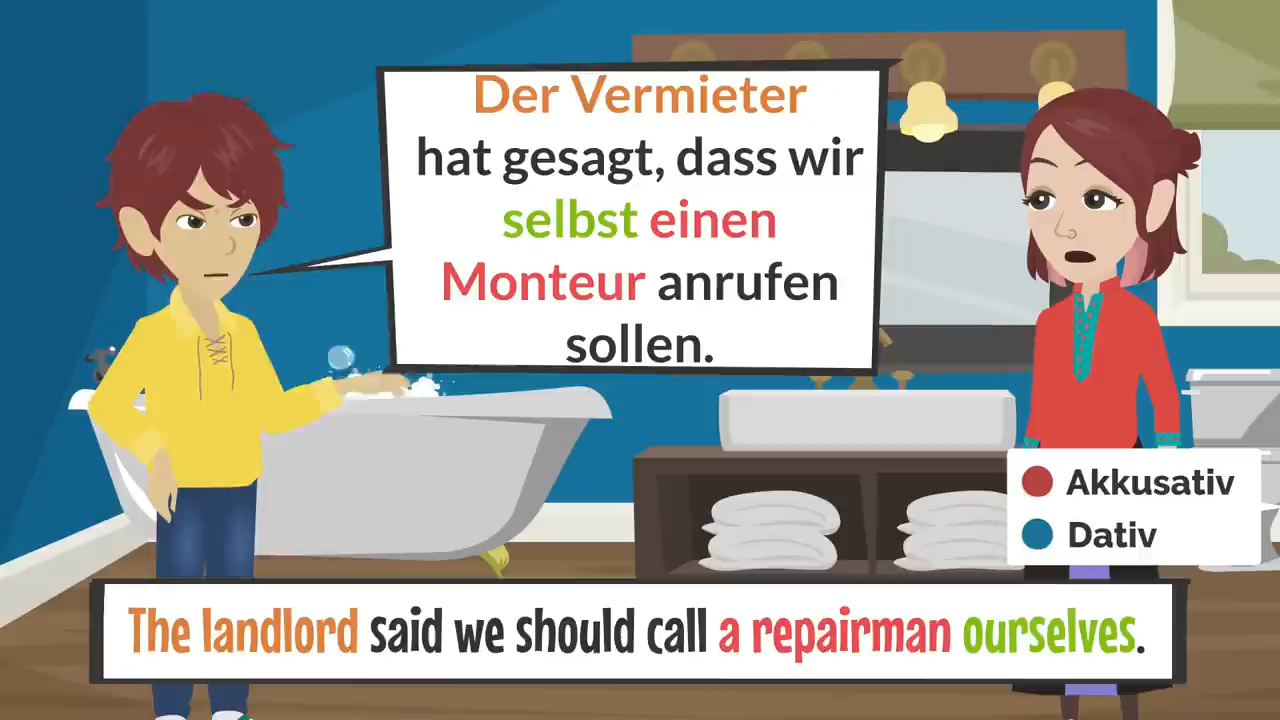 Der Vermieter
hat gesagt, dass wir
selbst einen
Monteur anrufen
sollen.
Akkusativ
Dativ
The landlord said we should call a repairman ourselves.